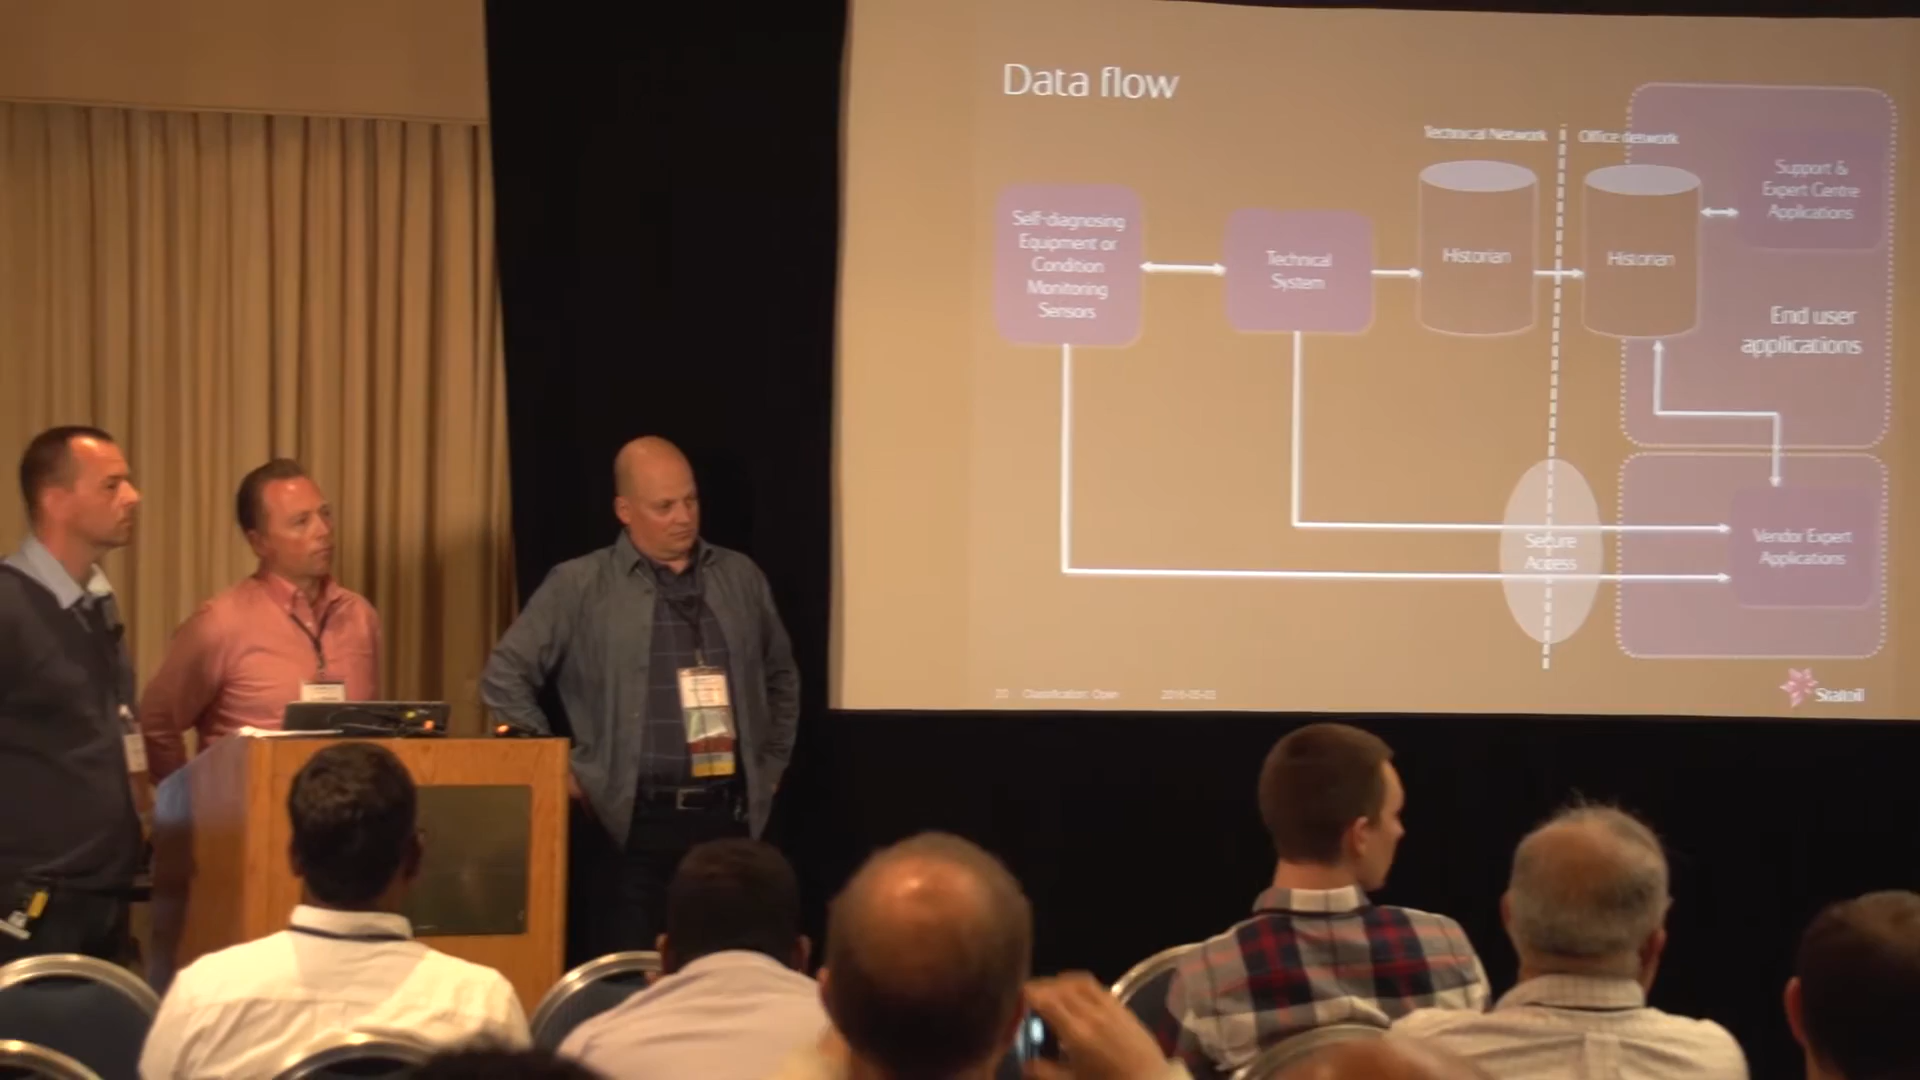 Data flow
Technical Network
Office network
Support &
Expert Centre
Applications
Self-diagnosing
Equipment or
Condition
Monitoring
Sensors
Technical
System
Historian
Historian
End user
applications
Secure
Access
Vendor Expert
Applications
20 Classification: Open
Statoil